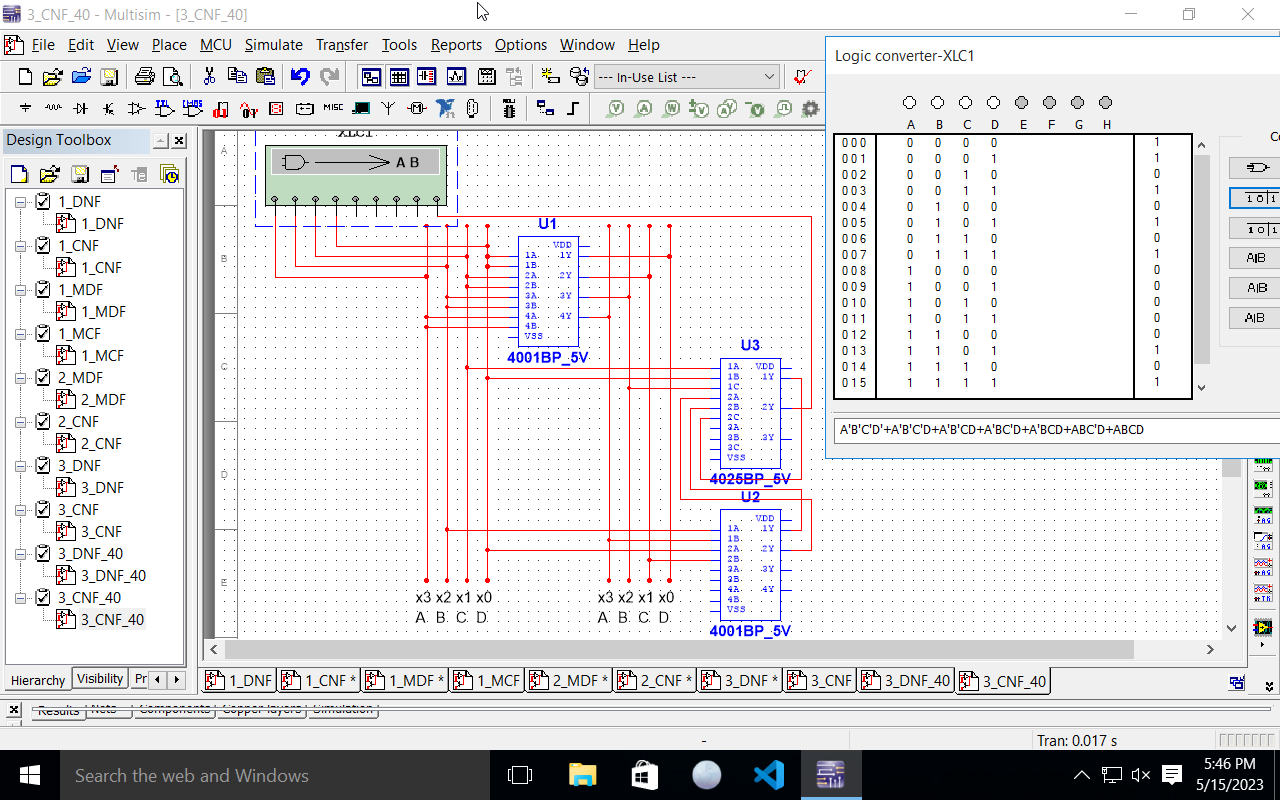 3_CNF_40 - Multisim - [3_CNF_40]
File Edit View Place MCU Simulate Transfer Tools Reports Options Window Help
--- In-Use List ---
MISC
Design Toolbox
1_DNF
1_DNF
1_CNF
1_CNF
1_MDF
1_MDF
1_MCF
1_MCF
2_MDF
2_MDF
2_CNF
2_CNF
3_DNF
3_DNF
3_CNF
3_CNF
3_DNF_40
3_DNF_40
3_CNF_40
3_CNF_40
Hierarchy Visibility Pr
A
B
C
D
E
XLC1
A B
U1
VDD
1A 1Y
1B
2A 2Y
2B
3A 3Y
3B
4A 4Y
4B
VSS
4001BP_5V
U3
1A VDD
1B 1Y
1C
2A
2B 2Y
2C
3A
3B 3Y
3C
VSS
4025BP_5V
U2
VDD
1A 1Y
1B
2A 2Y
2B
3A 3Y
3B
4A 4Y
4B
VSS
4001BP_5V
x3 x2 x1 x0 x3 x2 x1 x0
A B C D A B C D
Logic converter-XLC1
A B C D E F G H
000 0 0 0 0 1
001 0 0 0 1 1
002 0 0 1 0 0
003 0 0 1 1 1
004 0 1 0 0 0
005 0 1 0 1 1
006 0 1 1 0 0
007 0 1 1 1 1
008 1 0 0 0 0
009 1 0 0 1 0
010 1 0 1 0 0
011 1 0 1 1 0
012 1 1 0 0 0
013 1 1 0 1 1
014 1 1 1 0 0
015 1 1 1 1 1
Co
1 0 1
1 0 1
A|B
A|B
A|B
A'B'C'D'+A'B'C'D+A'B'CD+A'BC'D+A'BCD+ABC'D+ABCD
1_DNF 1_CNF * 1_MDF * 1_MCF 2_MDF * 2_CNF * 3_DNF * 3_CNF 3_DNF_40 3_CNF_40
Results Nets Components Copper layers Simulation
- Tran: 0.017 s
Search the web and Windows
5:46 PM
5/15/2023